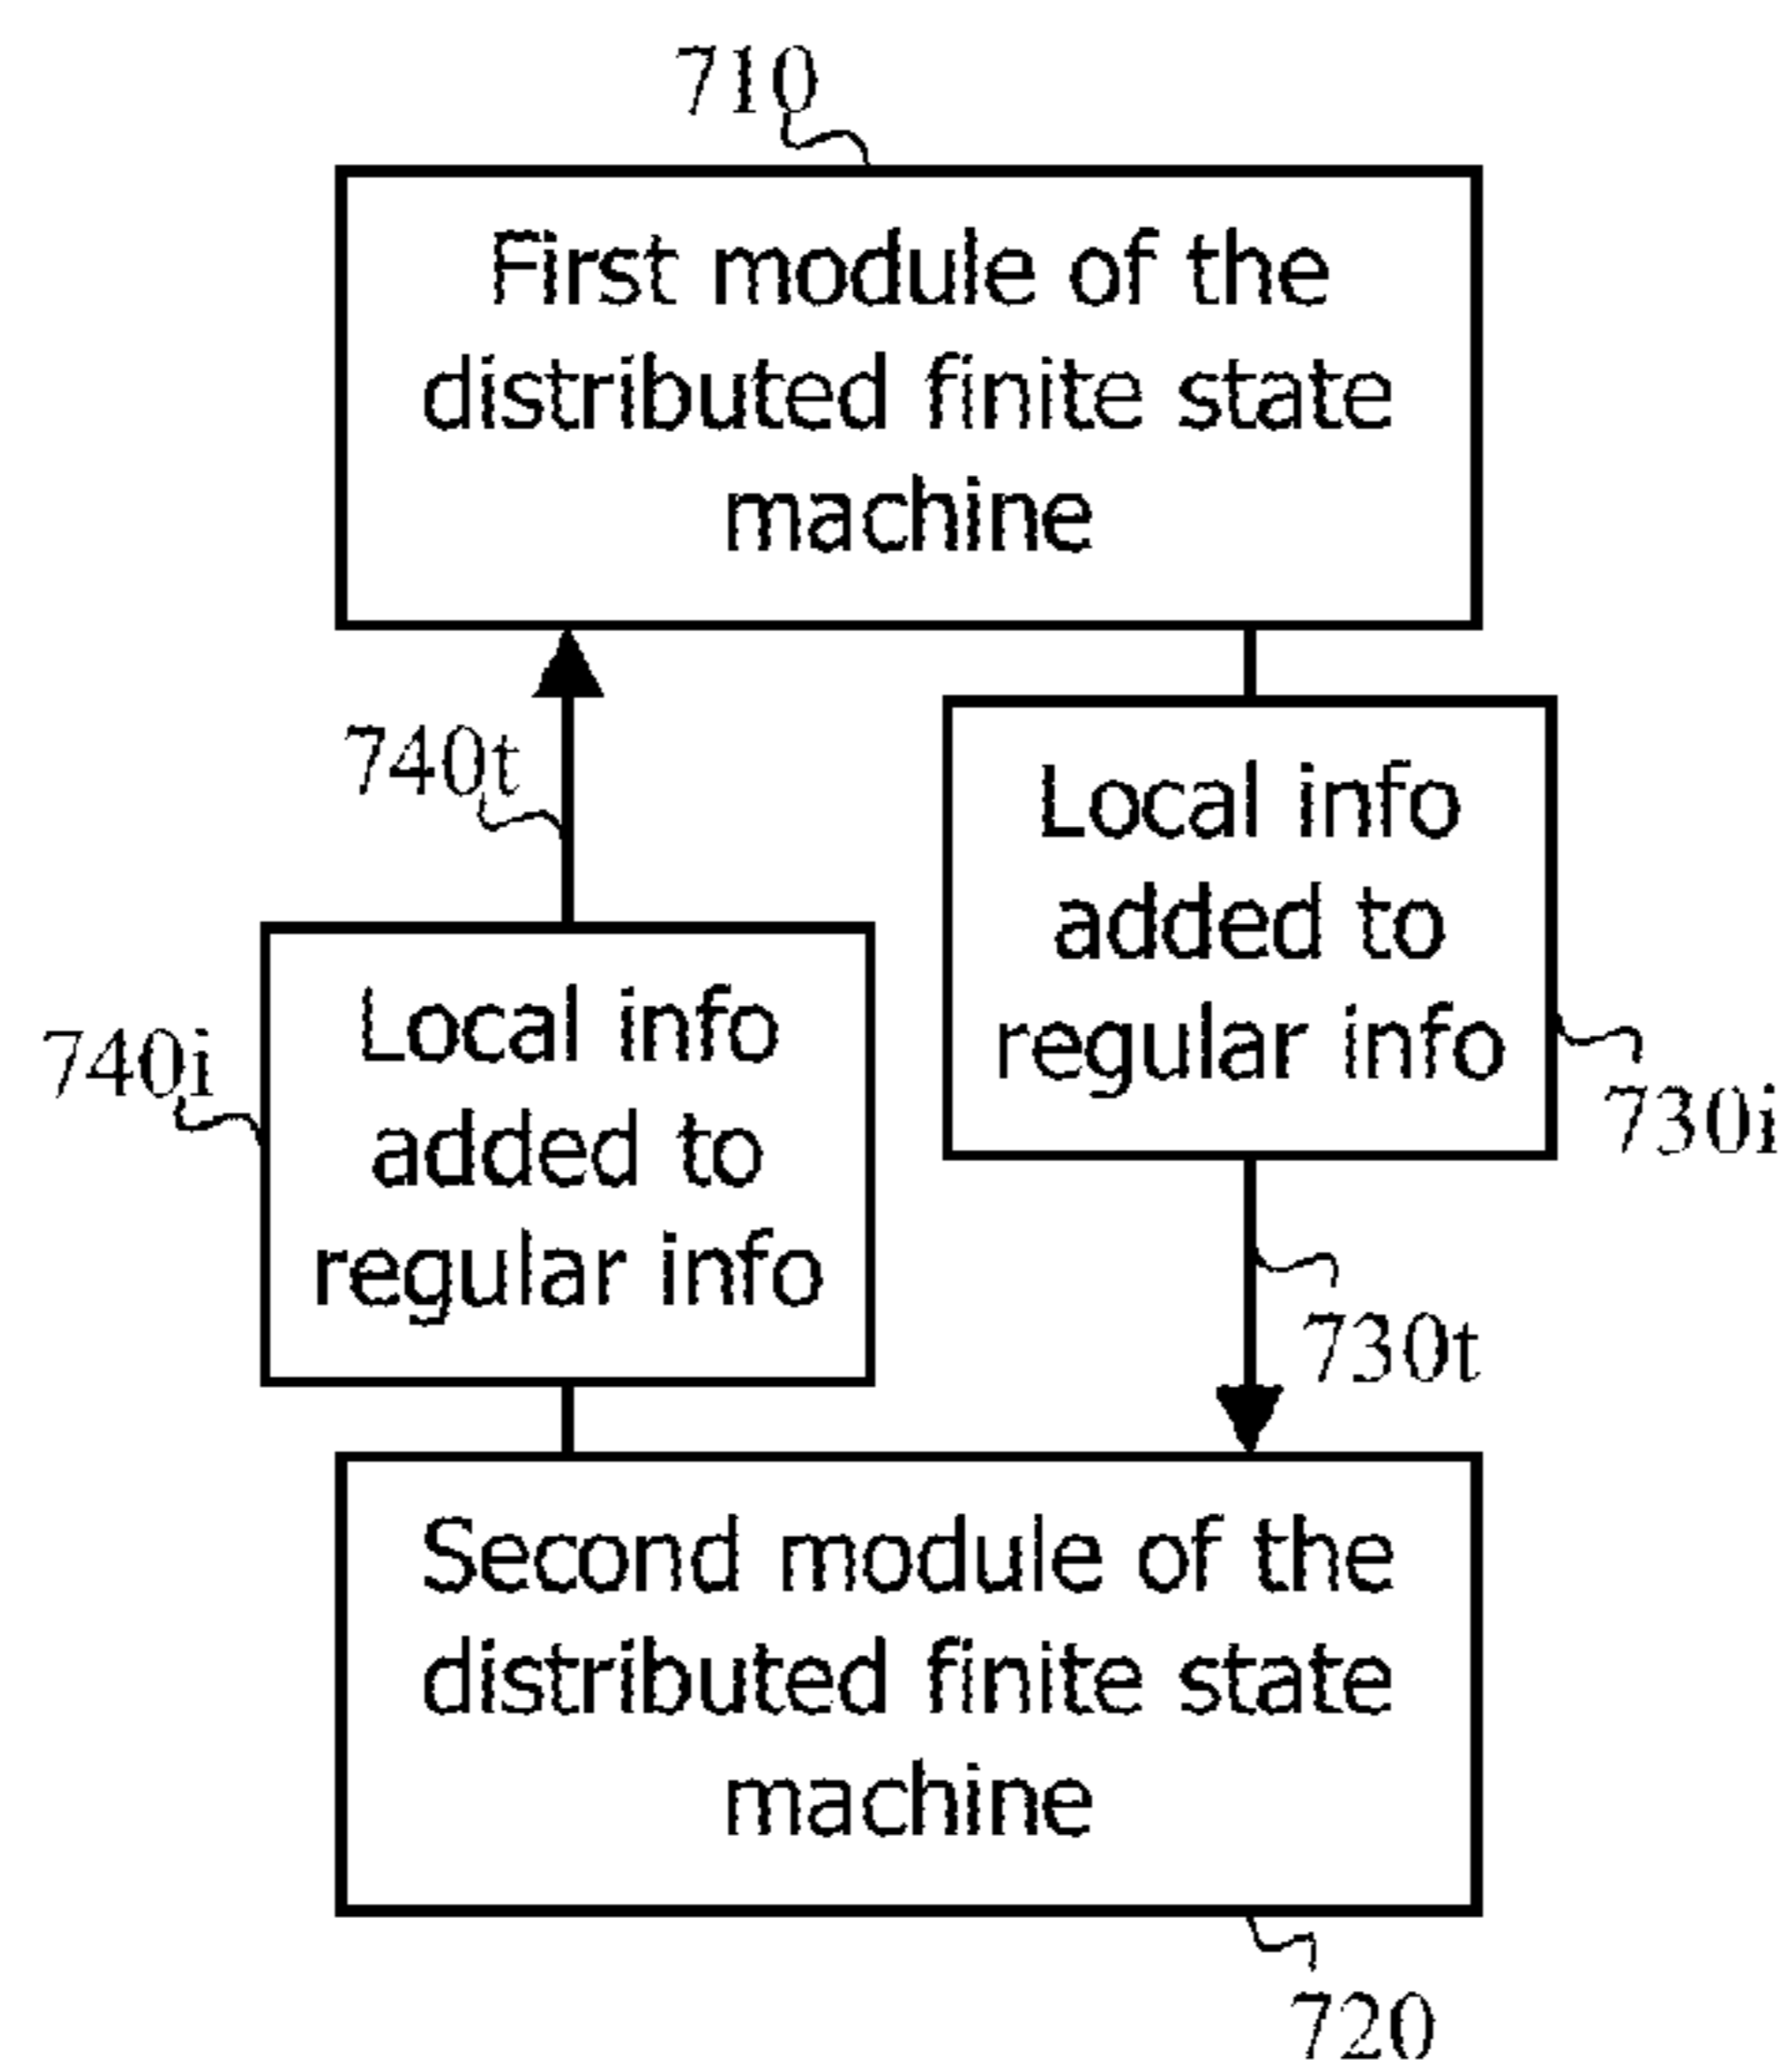 710
First module of the
distributed finite state
machine
740t
Local info
added to
regular info
730i
740i
Local info
added to
regular info
730t
Second module of the
distributed finite state
machine
720